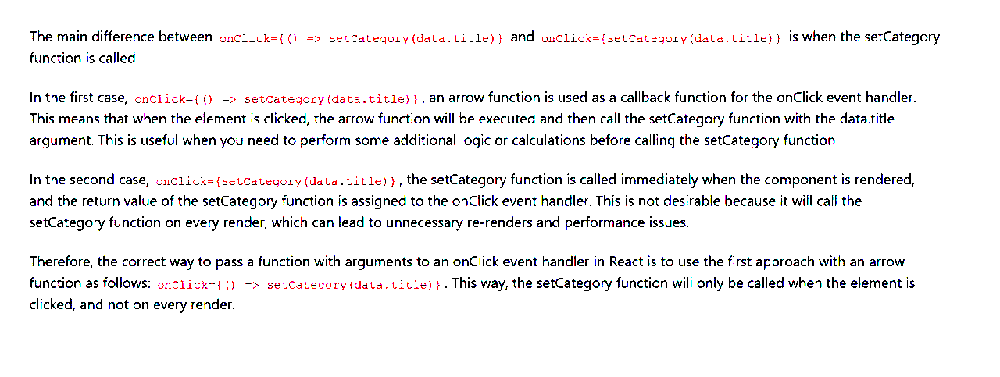 The main difference between onClick={() => setCategory(data.title)} and onClick={setCategory(data.title)} is when the setCategory
function is called.
In the first case, onClick={() => setCategory(data.title)}, an arrow function is used as a callback function for the onClick event handler.
This means that when the element is clicked, the arrow function will be executed and then call the setCategory function with the data.title
argument. This is useful when you need to perform some additional logic or calculations before calling the setCategory function.
In the second case, onClick={setCategory(data.title)}, the setCategory function is called immediately when the component is rendered,
and the return value of the setCategory function is assigned to the onClick event handler. This is not desirable because it will call the
setCategory function on every render, which can lead to unnecessary re-renders and performance issues.
Therefore, the correct way to pass a function with arguments to an onClick event handler in React is to use the first approach with an arrow
function as follows: onClick={() => setCategory(data.title)}. This way, the setCategory function will only be called when the element is
clicked, and not on every render.